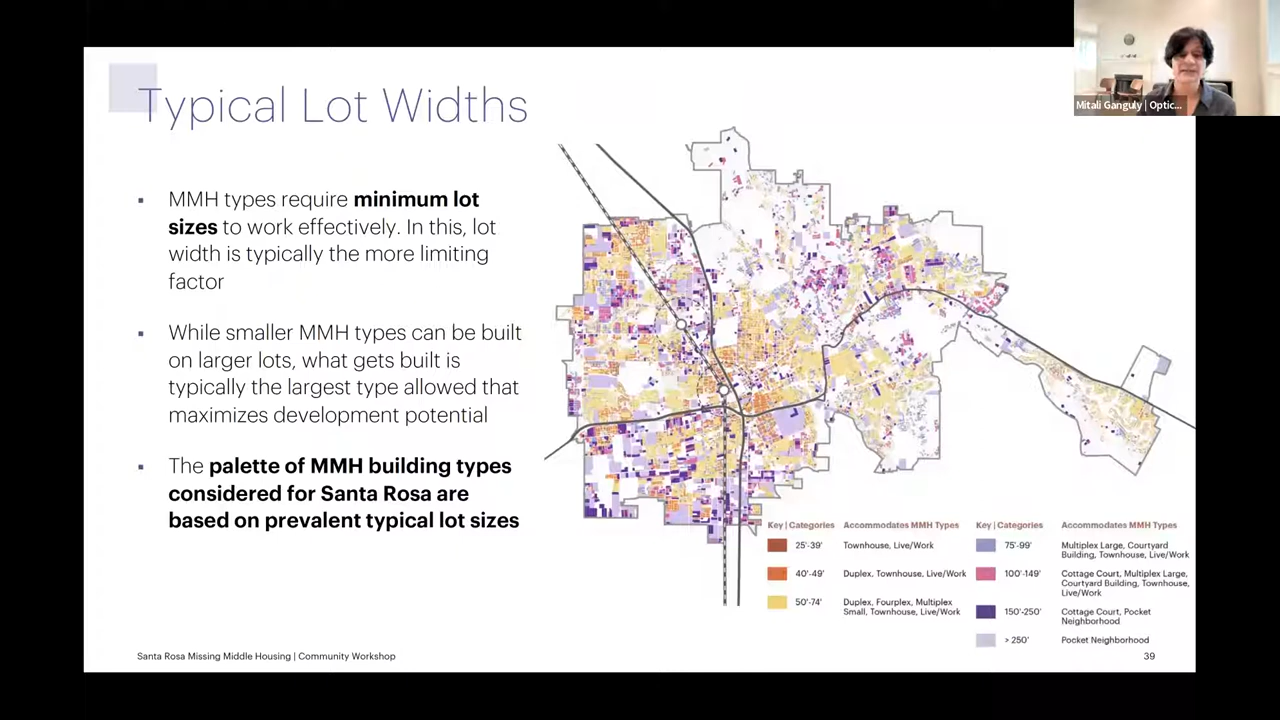 Mitali Ganguly | Optic...
Typical Lot Widths
▪ MMH types require minimum lot
sizes to work effectively. In this, lot
width is typically the more limiting
factor
▪ While smaller MMH types can be built
on larger lots, what gets built is
typically the largest type allowed that
maximizes development potential
▪ The palette of MMH building types
considered for Santa Rosa are
based on prevalent typical lot sizes
Key | Categories Accommodates MMH Types
25'-39' Townhouse, Live/Work
40'-49' Duplex, Townhouse, Live/Work
50'-74' Duplex, Fourplex, Multiplex
Small, Townhouse, Live/Work
Key | Categories Accommodates MMH Types
75'-99' Multiplex Large, Courtyard
Building, Townhouse, Live/Work
100'-149' Cottage Court, Multiplex Large,
Courtyard Building, Townhouse,
Live/Work
150'-250' Cottage Court, Pocket
Neighborhood
> 250' Pocket Neighborhood
Santa Rosa Missing Middle Housing | Community Workshop
39